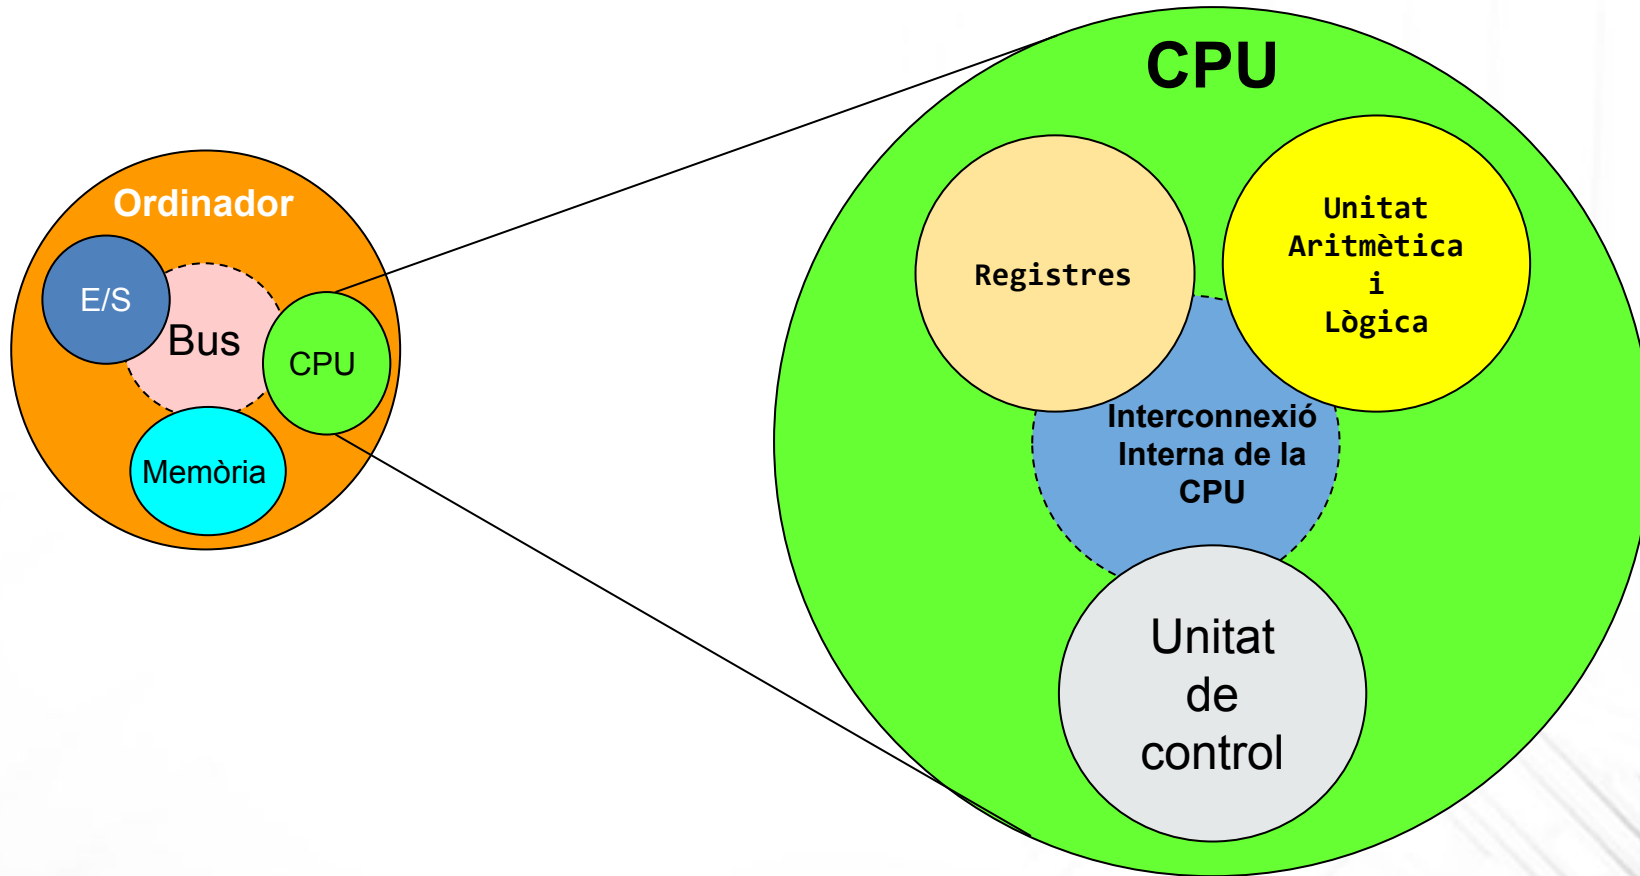 Ordinador
E/S
Bus
CPU
Memòria
CPU
Registres
Unitat
Aritmètica
i
Lògica
Interconnexió
Interna de la
CPU
Unitat
de
control